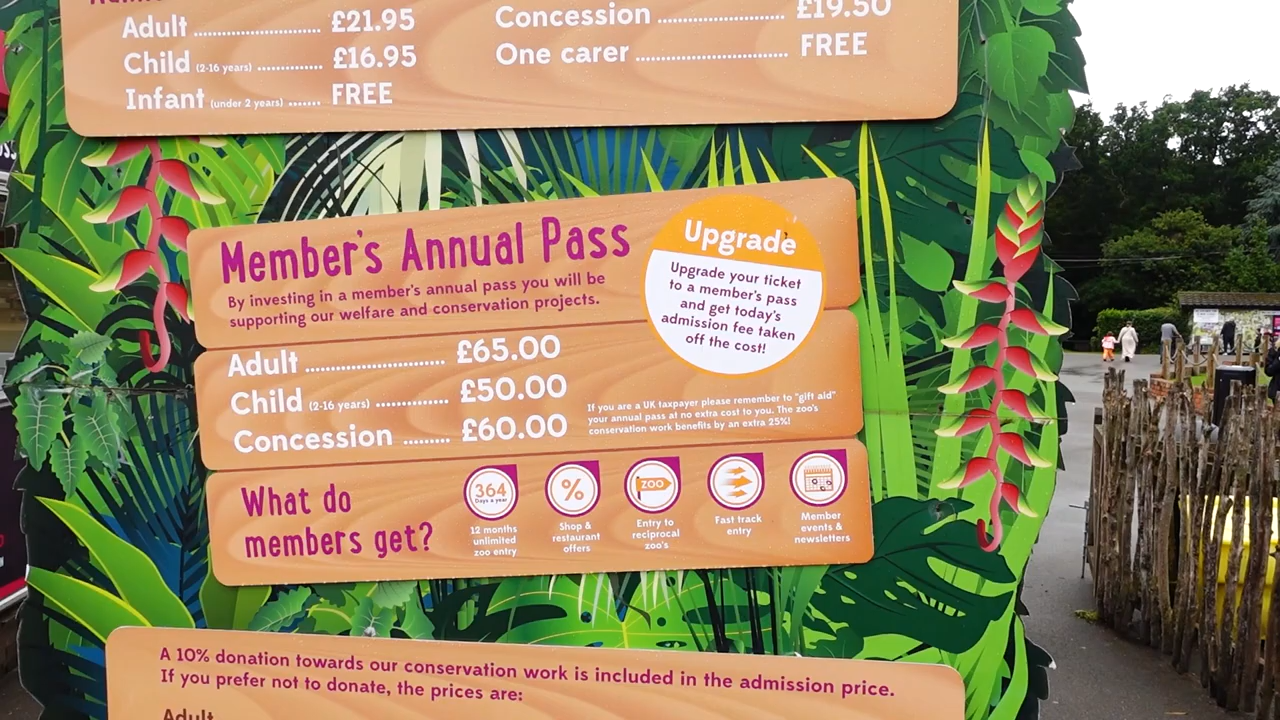 Adult .................... £21.95
Child (2-16 years) ........... £16.95
Infant (under 2 years) ...... FREE
Concession .................... £19.50
One carer ........................ FREE
Member's Annual Pass
By investing in a member's annual pass you will be
supporting our welfare and conservation projects.
Upgrade
Upgrade your ticket
to a member's pass
and get today's
admission fee taken
off the cost!
Adult ...................... £65.00
Child (2-16 years) ............ £50.00
Concession ........ £60.00
If you are a UK taxpayer please remember to "gift aid"
your annual pass at no extra cost to you. The zoo's
conservation work benefits by an extra 25%!
What do
members get?
364
Days a year
12 months
unlimited
zoo entry
%
Shop &
restaurant
offers
ZOO
Entry to
reciprocal
zoo's
Fast track
entry
Member
events &
newsletters
A 10% donation towards our conservation work is included in the admission price.
If you prefer not to donate, the prices are:
Adult